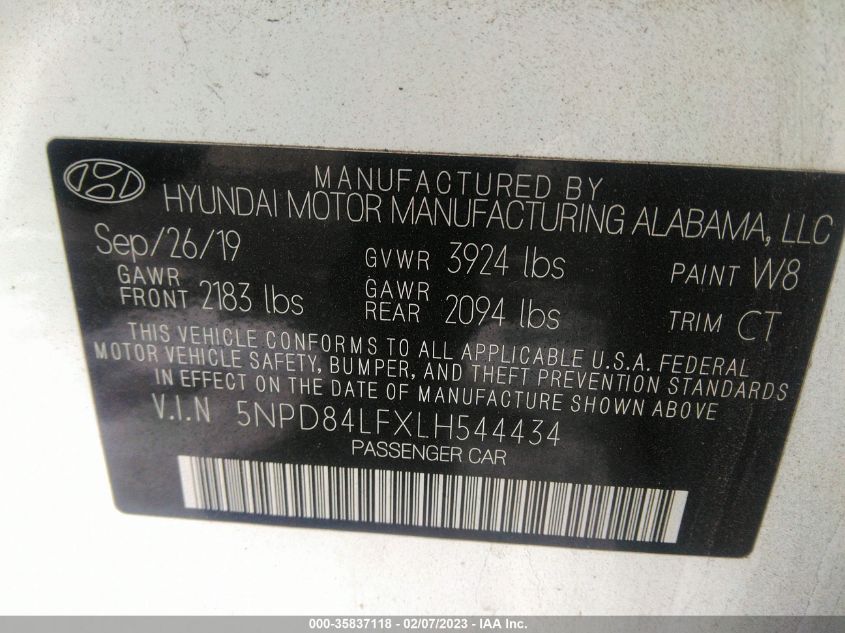 MANUFACTURED BY
HYUNDAI MOTOR MANUFACTURING ALABAMA, LLC
Sep/26/19 GVWR 3924 lbs PAINT W8
GAWR FRONT 2183 lbs GAWR REAR 2094 lbs TRIM CT
THIS VEHICLE CONFORMS TO ALL APPLICABLE U.S.A. FEDERAL
MOTOR VEHICLE SAFETY, BUMPER, AND THEFT PREVENTION STANDARDS
IN EFFECT ON THE DATE OF MANUFACTURE SHOWN ABOVE
V.I.N 5NPD84LFXLH544434
PASSENGER CAR
000-35837118 - 02/07/2023 - IAA Inc.